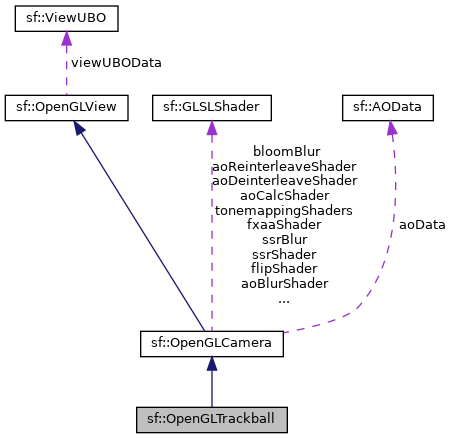 sf::ViewUBO
viewUBOData
sf::OpenGLView
sf::GLSLShader
sf::AOData
bloomBlur
aoReinterleaveShader
aoDeinterleaveShader
aoCalcShader
tonemappingShaders
fxaaShader
ssrBlur
ssrShader
flipShader
aoBlurShader
...
aoData
sf::OpenGLCamera
sf::OpenGLTrackball